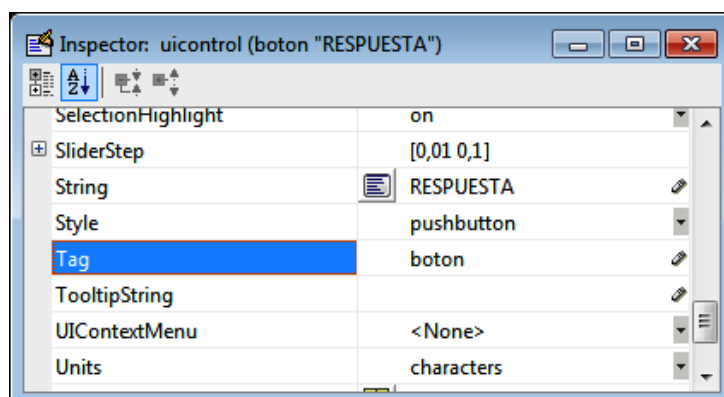 Inspector: uicontrol (boton "RESPUESTA")
SelectionHighlight on
SliderStep [0,01 0,1]
String RESPUESTA
Style pushbutton
Tag boton
TooltipString
UIContextMenu <None>
Units characters